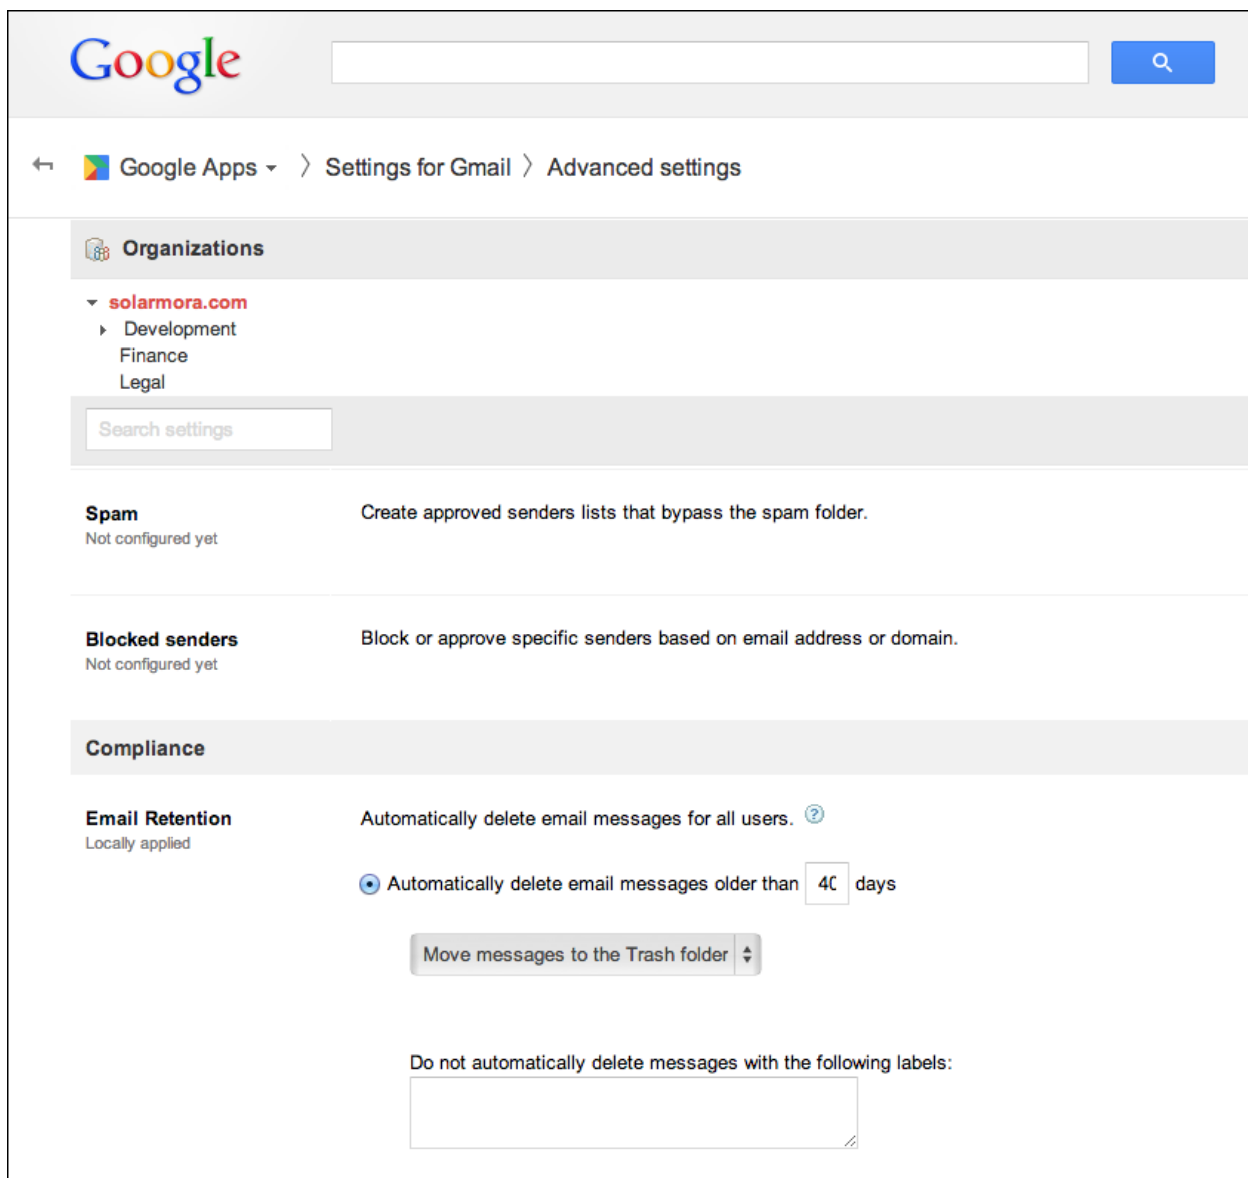 Google
Google Apps 〉 Settings for Gmail 〉 Advanced settings
Organizations
solarmora.com
Development
Finance
Legal
Search settings
Spam
Create approved senders lists that bypass the spam folder.
Not configured yet
Blocked senders
Block or approve specific senders based on email address or domain.
Not configured yet
Compliance
Email Retention
Automatically delete email messages for all users. ?
Locally applied
Automatically delete email messages older than days
Move messages to the Trash folder
Do not automatically delete messages with the following labels: